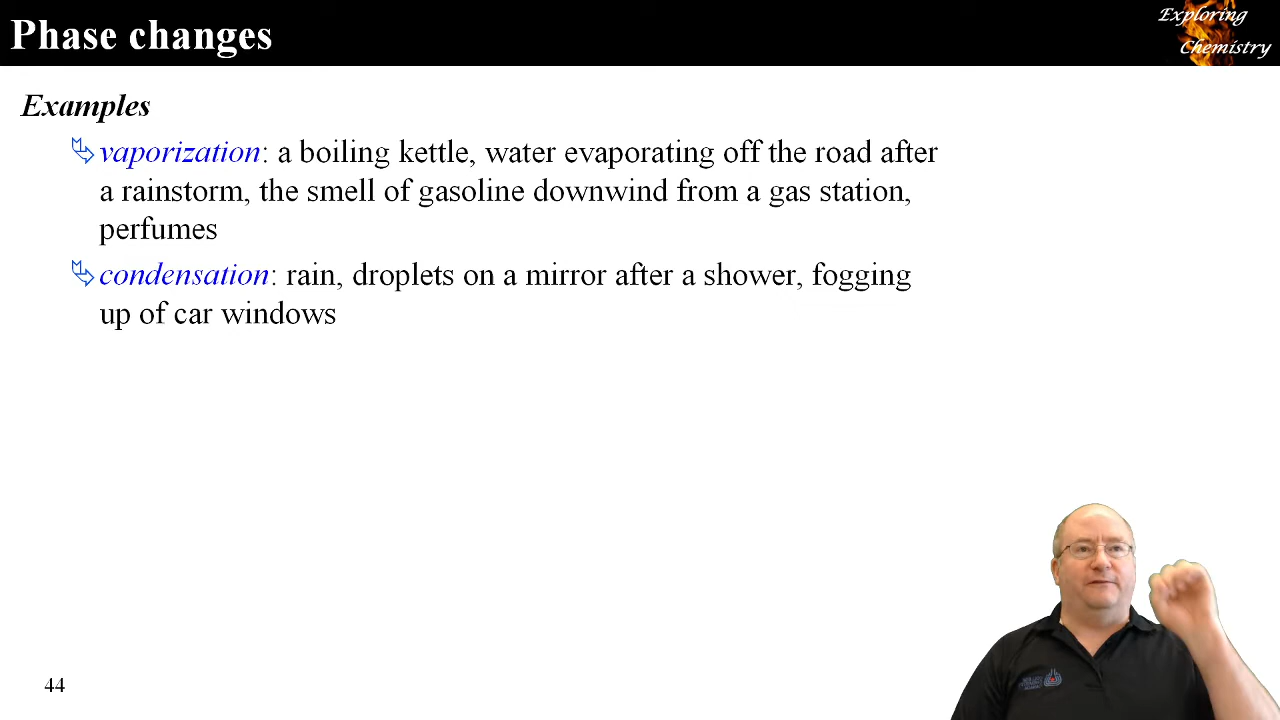 Phase changes
Exploring
Chemistry
Examples
vaporization: a boiling kettle, water evaporating off the road after
a rainstorm, the smell of gasoline downwind from a gas station,
perfumes
condensation: rain, droplets on a mirror after a shower, fogging
up of car windows
44